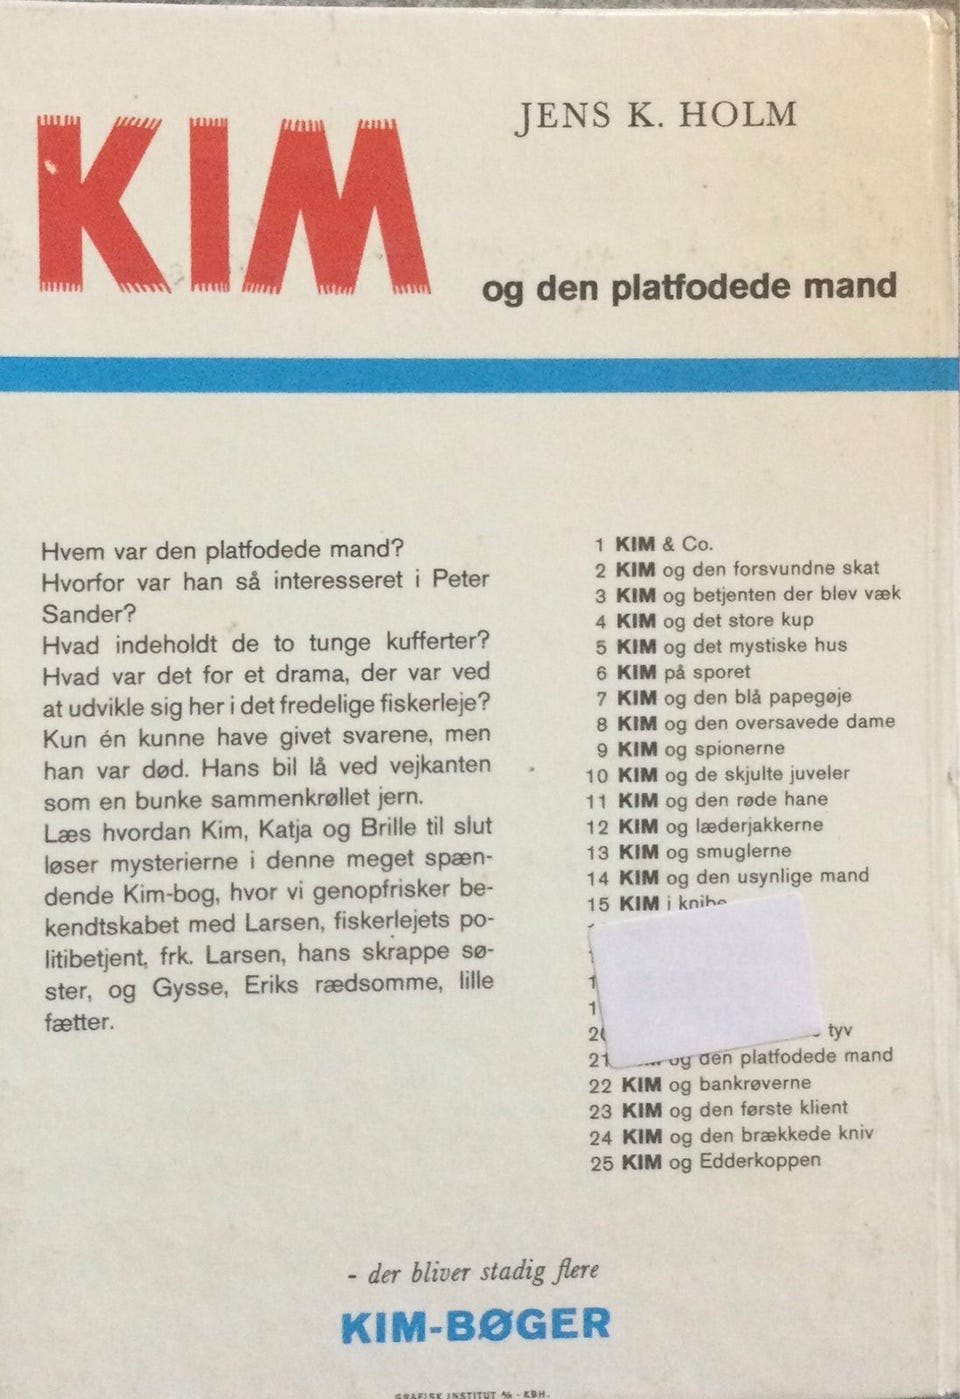 KIM
JENS K. HOLM
og den platfodede mand
Hvem var den platfodede mand?
Hvorfor var han så interesseret i Peter
Sander?
Hvad indeholdt de to tunge kufferter?
Hvad var det for et drama, der var ved
at udvikle sig her i det fredelige fiskerleje?
Kun én kunne have givet svarene, men
han var død. Hans bil lå ved vejkanten
som en bunke sammenkrøllet jern.
Læs hvordan Kim, Katja og Brille til slut
løser mysterierne i denne meget spæn-
dende Kim-bog, hvor vi genopfrisker be-
kendtskabet med Larsen, fiskerlejets po-
litibetjent, frk. Larsen, hans skrappe sø-
ster, og Gysse, Eriks rædsomme, lille
fætter.
1 KIM & Co.
2 KIM og den forsvundne skat
3 KIM og betjenten der blev væk
4 KIM og det store kup
5 KIM og det mystiske hus
6 KIM på sporet
7 KIM og den blå papegøje
8 KIM og den oversavede dame
9 KIM og spionerne
10 KIM og de skjulte juveler
11 KIM og den røde hane
12 KIM og læderjakkerne
13 KIM og smuglerne
14 KIM og den usynlige mand
15 KIM i knibe
tyv
21 og den platfodede mand
22 KIM og bankrøverne
23 KIM og den første klient
24 KIM og den brækkede kniv
25 KIM og Edderkoppen
- der bliver stadig flere
KIM-BØGER
GRAFISK INSTITUT A/S - KBH.